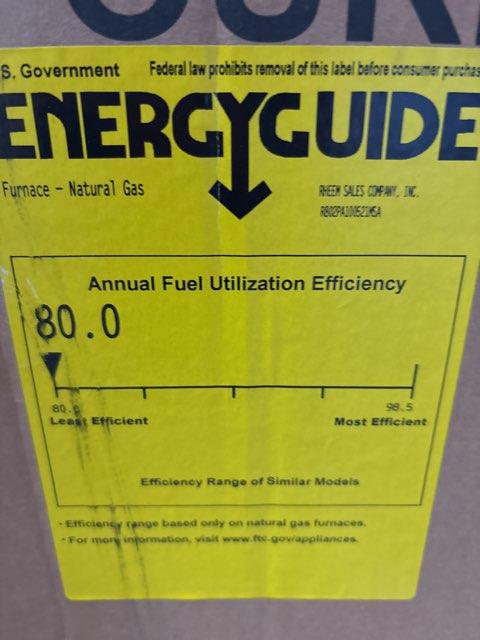 S. Government Federal law prohibits removal of this label before consumer purchas
ENERGYGUIDE
Furnace - Natural Gas
RHEEM SALES COMPANY, INC.
R802PA100521MSA
Annual Fuel Utilization Efficiency
80.0
80.0 98.5
Least Efficient Most Efficient
Efficiency Range of Similar Models
• Efficiency range based only on natural gas furnaces.
• For more information, visit www.ftc.gov/appliances.